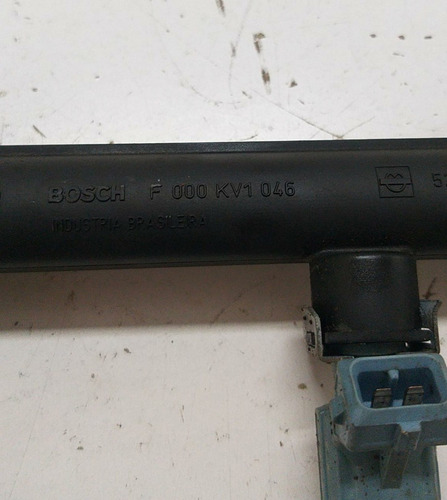 BOSCH F 000 KV1 046
INDUSTRIA BRASILEIRA